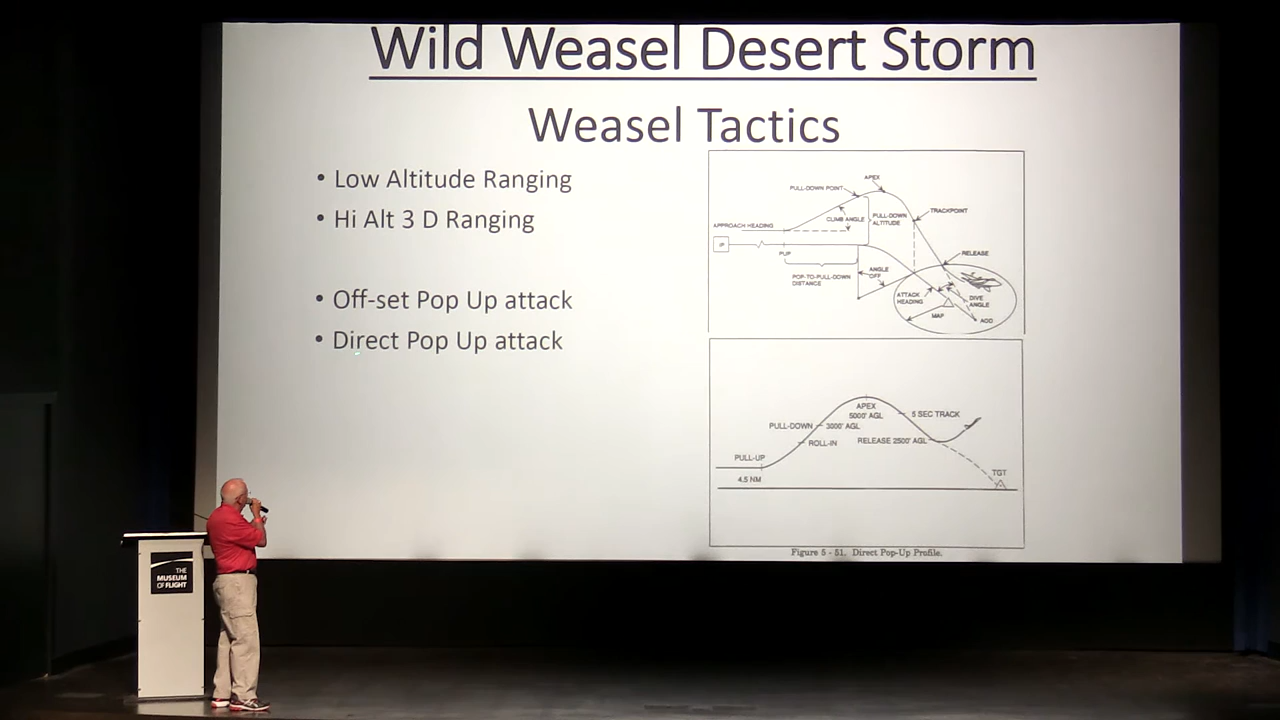 Wild Weasel Desert Storm
Weasel Tactics
• Low Altitude Ranging
• Hi Alt 3 D Ranging
• Off-set Pop Up attack
• Direct Pop Up attack
APEX
PULL-DOWN POINT
CLIMB ANGLE
PULL-DOWN
ALTITUDE
TRACKPOINT
APPROACH HEADING
IP
PUP
RELEASE
POP-TO-PULL-DOWN
DISTANCE
ANGLE
OFF
ATTACK
HEADING
DIVE
ANGLE
MAP
AOD
APEX
5000' AGL
5 SEC TRACK
PULL-DOWN
3000' AGL
RELEASE 2500' AGL
ROLL-IN
PULL-UP
4.5 NM
TGT
Figure 5 - 51. Direct Pop-Up Profile.
THE
MUSEUM
OF FLIGHT